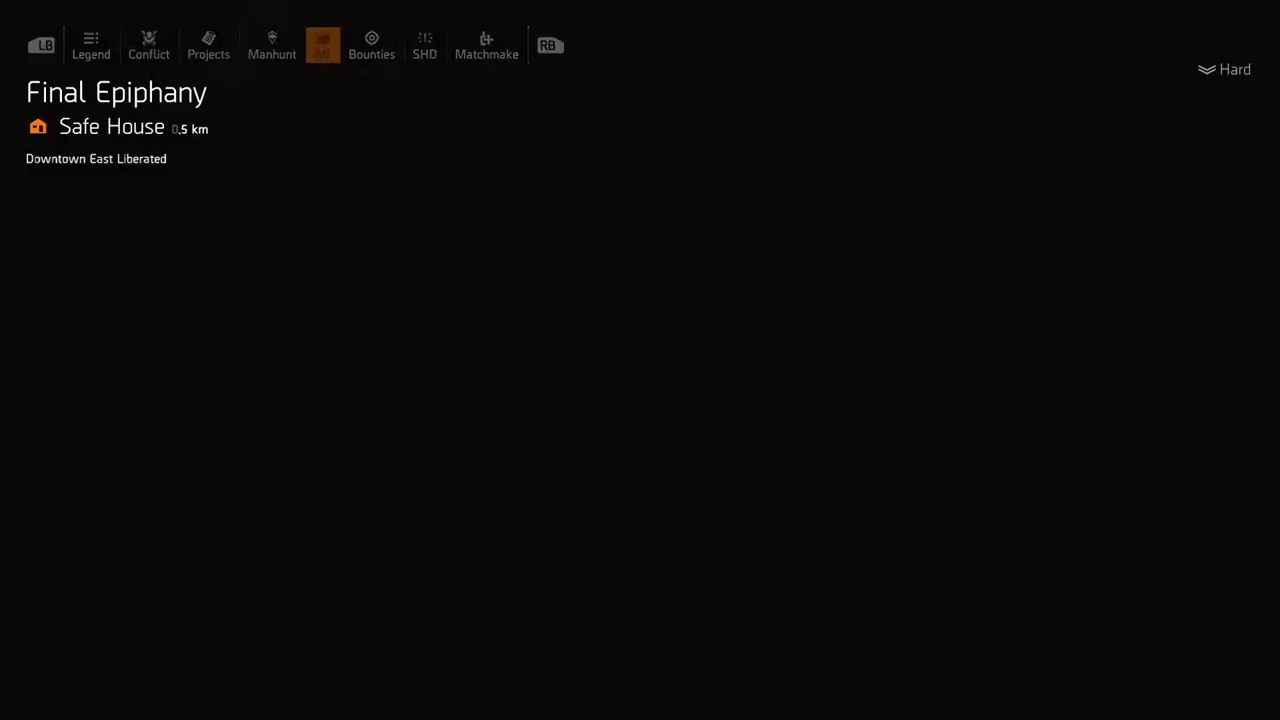 LB
Legend
Conflict
Projects
Manhunt
All
Bounties
SHD
Matchmake
RB
Hard
Final Epiphany
Safe House 0.5 km
Downtown East Liberated